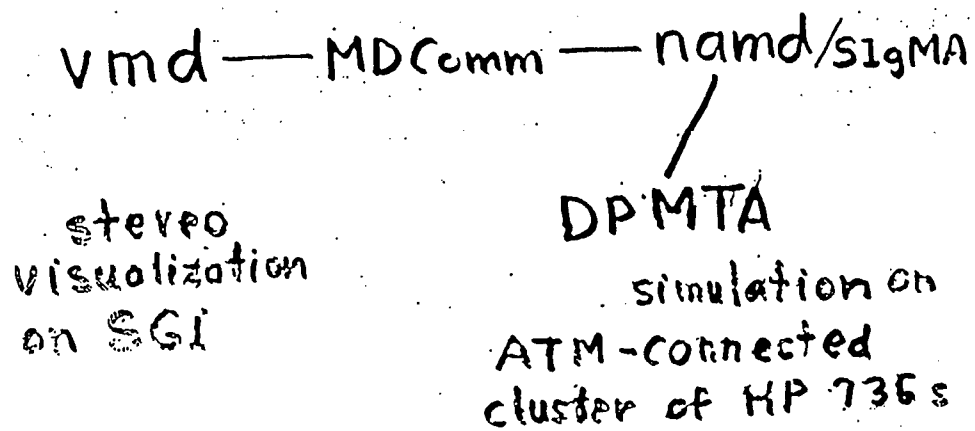 vmd — MDComm — namd/SIgMA
DPMTA
stereo
visualization
on SGI
simulation on
ATM-connected
cluster of HP 735s